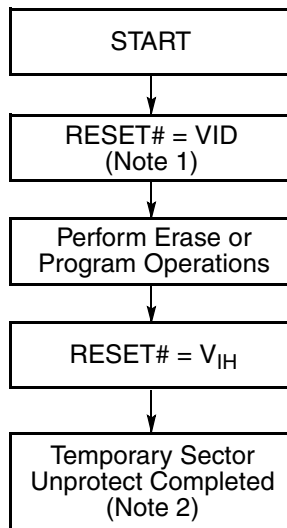 START
RESET# = VID
(Note 1)
Perform Erase or
Program Operations
RESET# = VIH
Temporary Sector
Unprotect Completed
(Note 2)